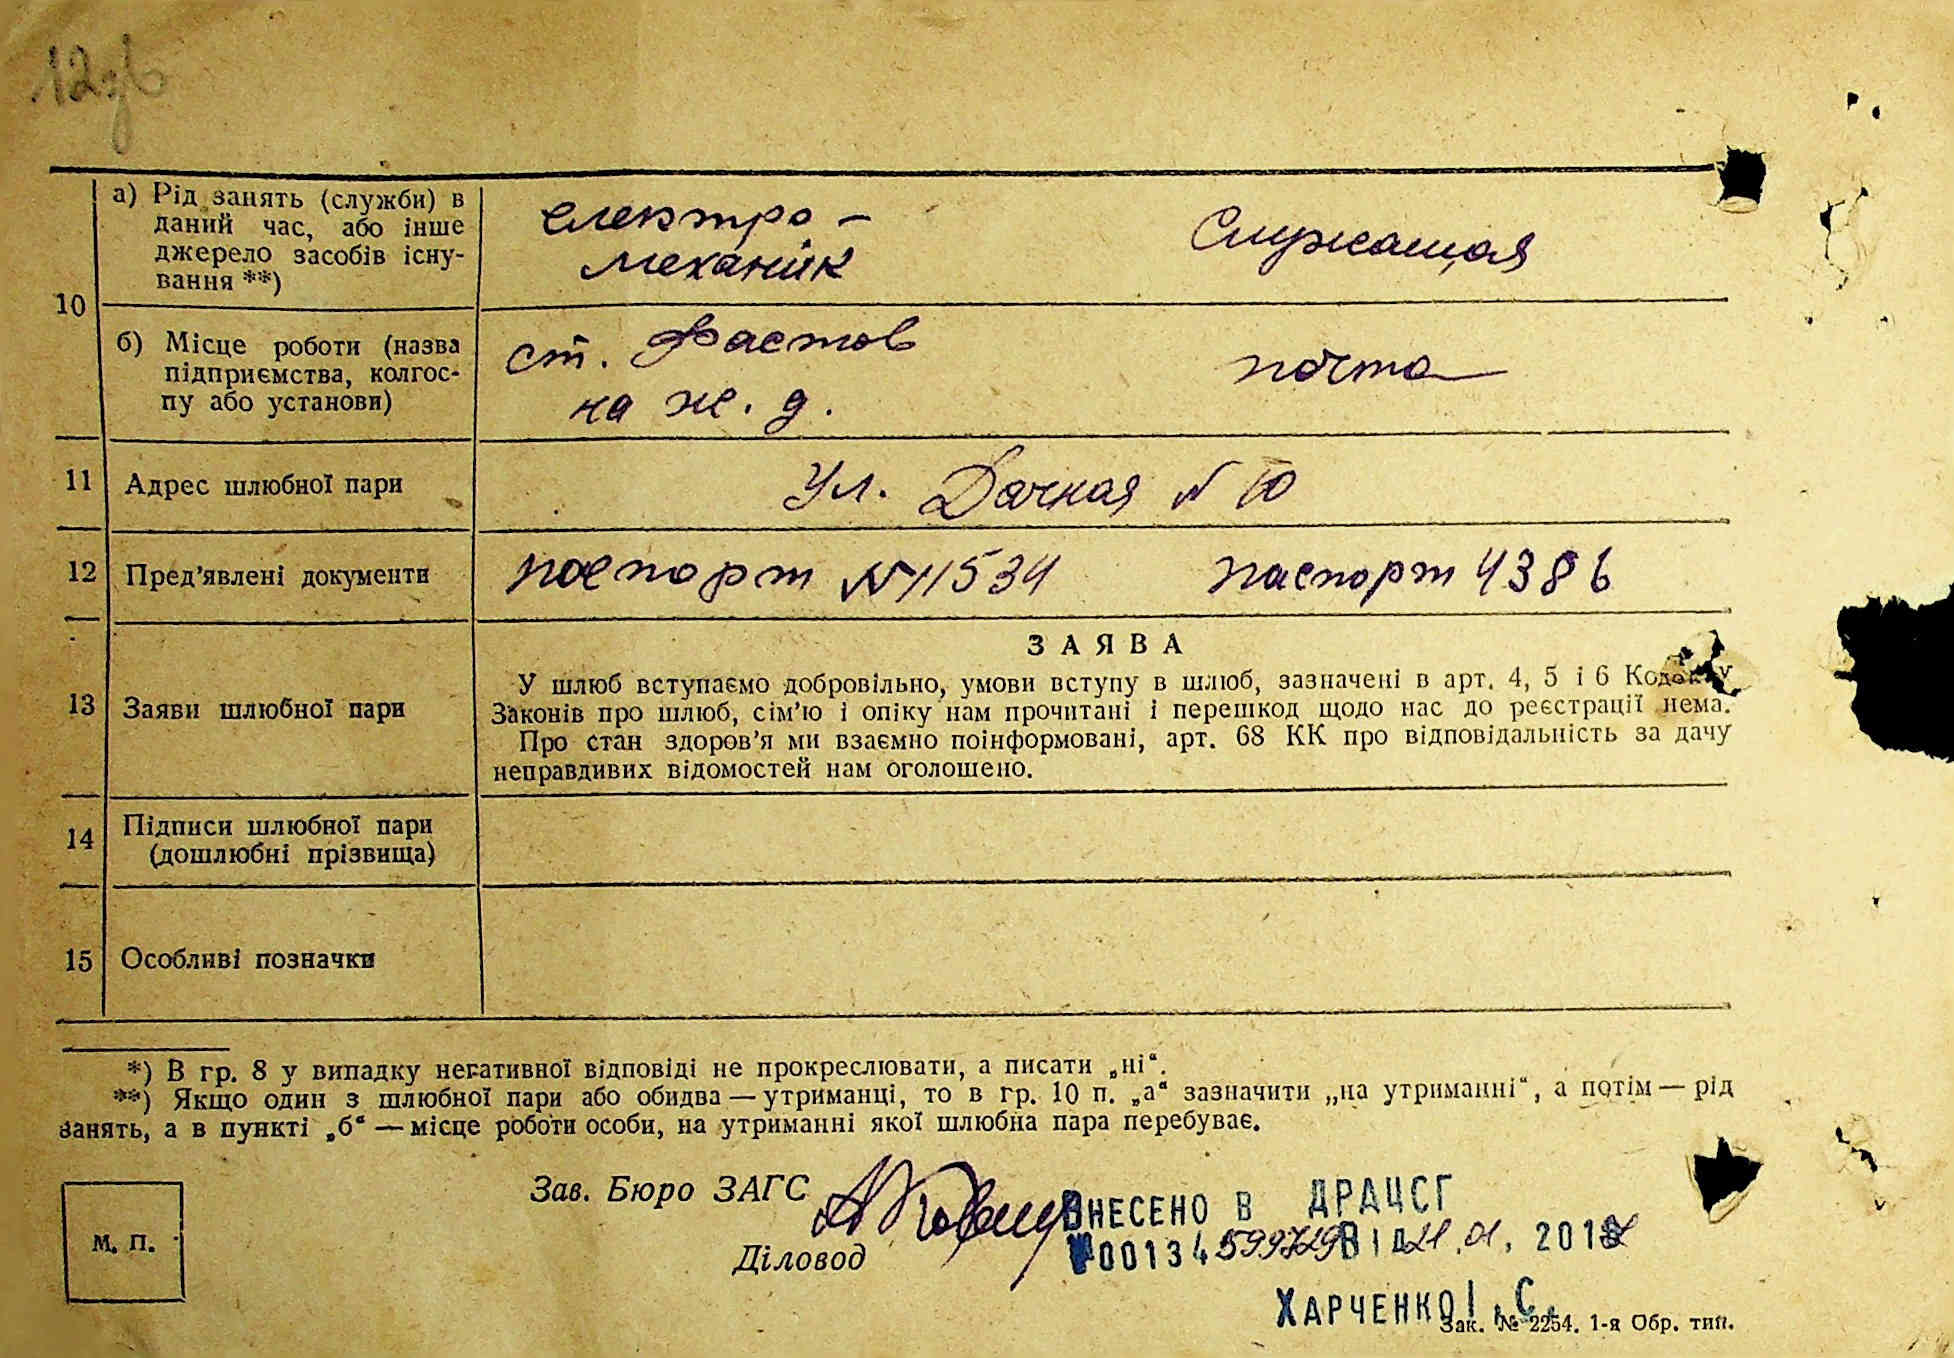 12зв
а) Рід занять (служби) в
даний час, або інше
джерело засобів існу-
вання **)
електро-
механик
Служащая
10
б) Місце роботи (назва
підприємства, колгос-
пу або установи)
ст. Фастов
на ж. д.
почта
11 Адрес шлюбної пари
Ул. Дачная N 10
12 Пред’явлені документи
паспорт N 11534 паспорт 4386
13 Заяви шлюбної пари
ЗАЯВА
У шлюб вступаємо добровільно, умови вступу в шлюб, зазначені в арт. 4, 5 і 6 Кодексу
Законів про шлюб, сім’ю і опіку нам прочитані і перешкод щодо нас до реєстрації нема.
Про стан здоров’я ми взаємно поінформовані, арт. 68 КК про відповідальність за дачу
неправдивих відомостей нам оголошено.
14 Підписи шлюбної пари
(дошлюбні прізвища)
15 Особливі позначки
*) В гр. 8 у випадку негативної відповіді не прокреслювати, а писати „ні“.
**) Якщо один з шлюбної пари або обидва — утриманці, то в гр. 10 п. „а“ зазначити „на утриманні“, а потім — рід
занять, а в пункті „б“ — місце роботи особи, на утриманні якої шлюбна пара перебуває.
Зав. Бюро ЗАГС
ВНЕСЕНО В ДРАЦСГ
М. П.
Діловод
№00134599729 ВІД 21.01.2018
ХАРЧЕНКО І. С.
Зак. № 2254. 1-я Обр. тип.